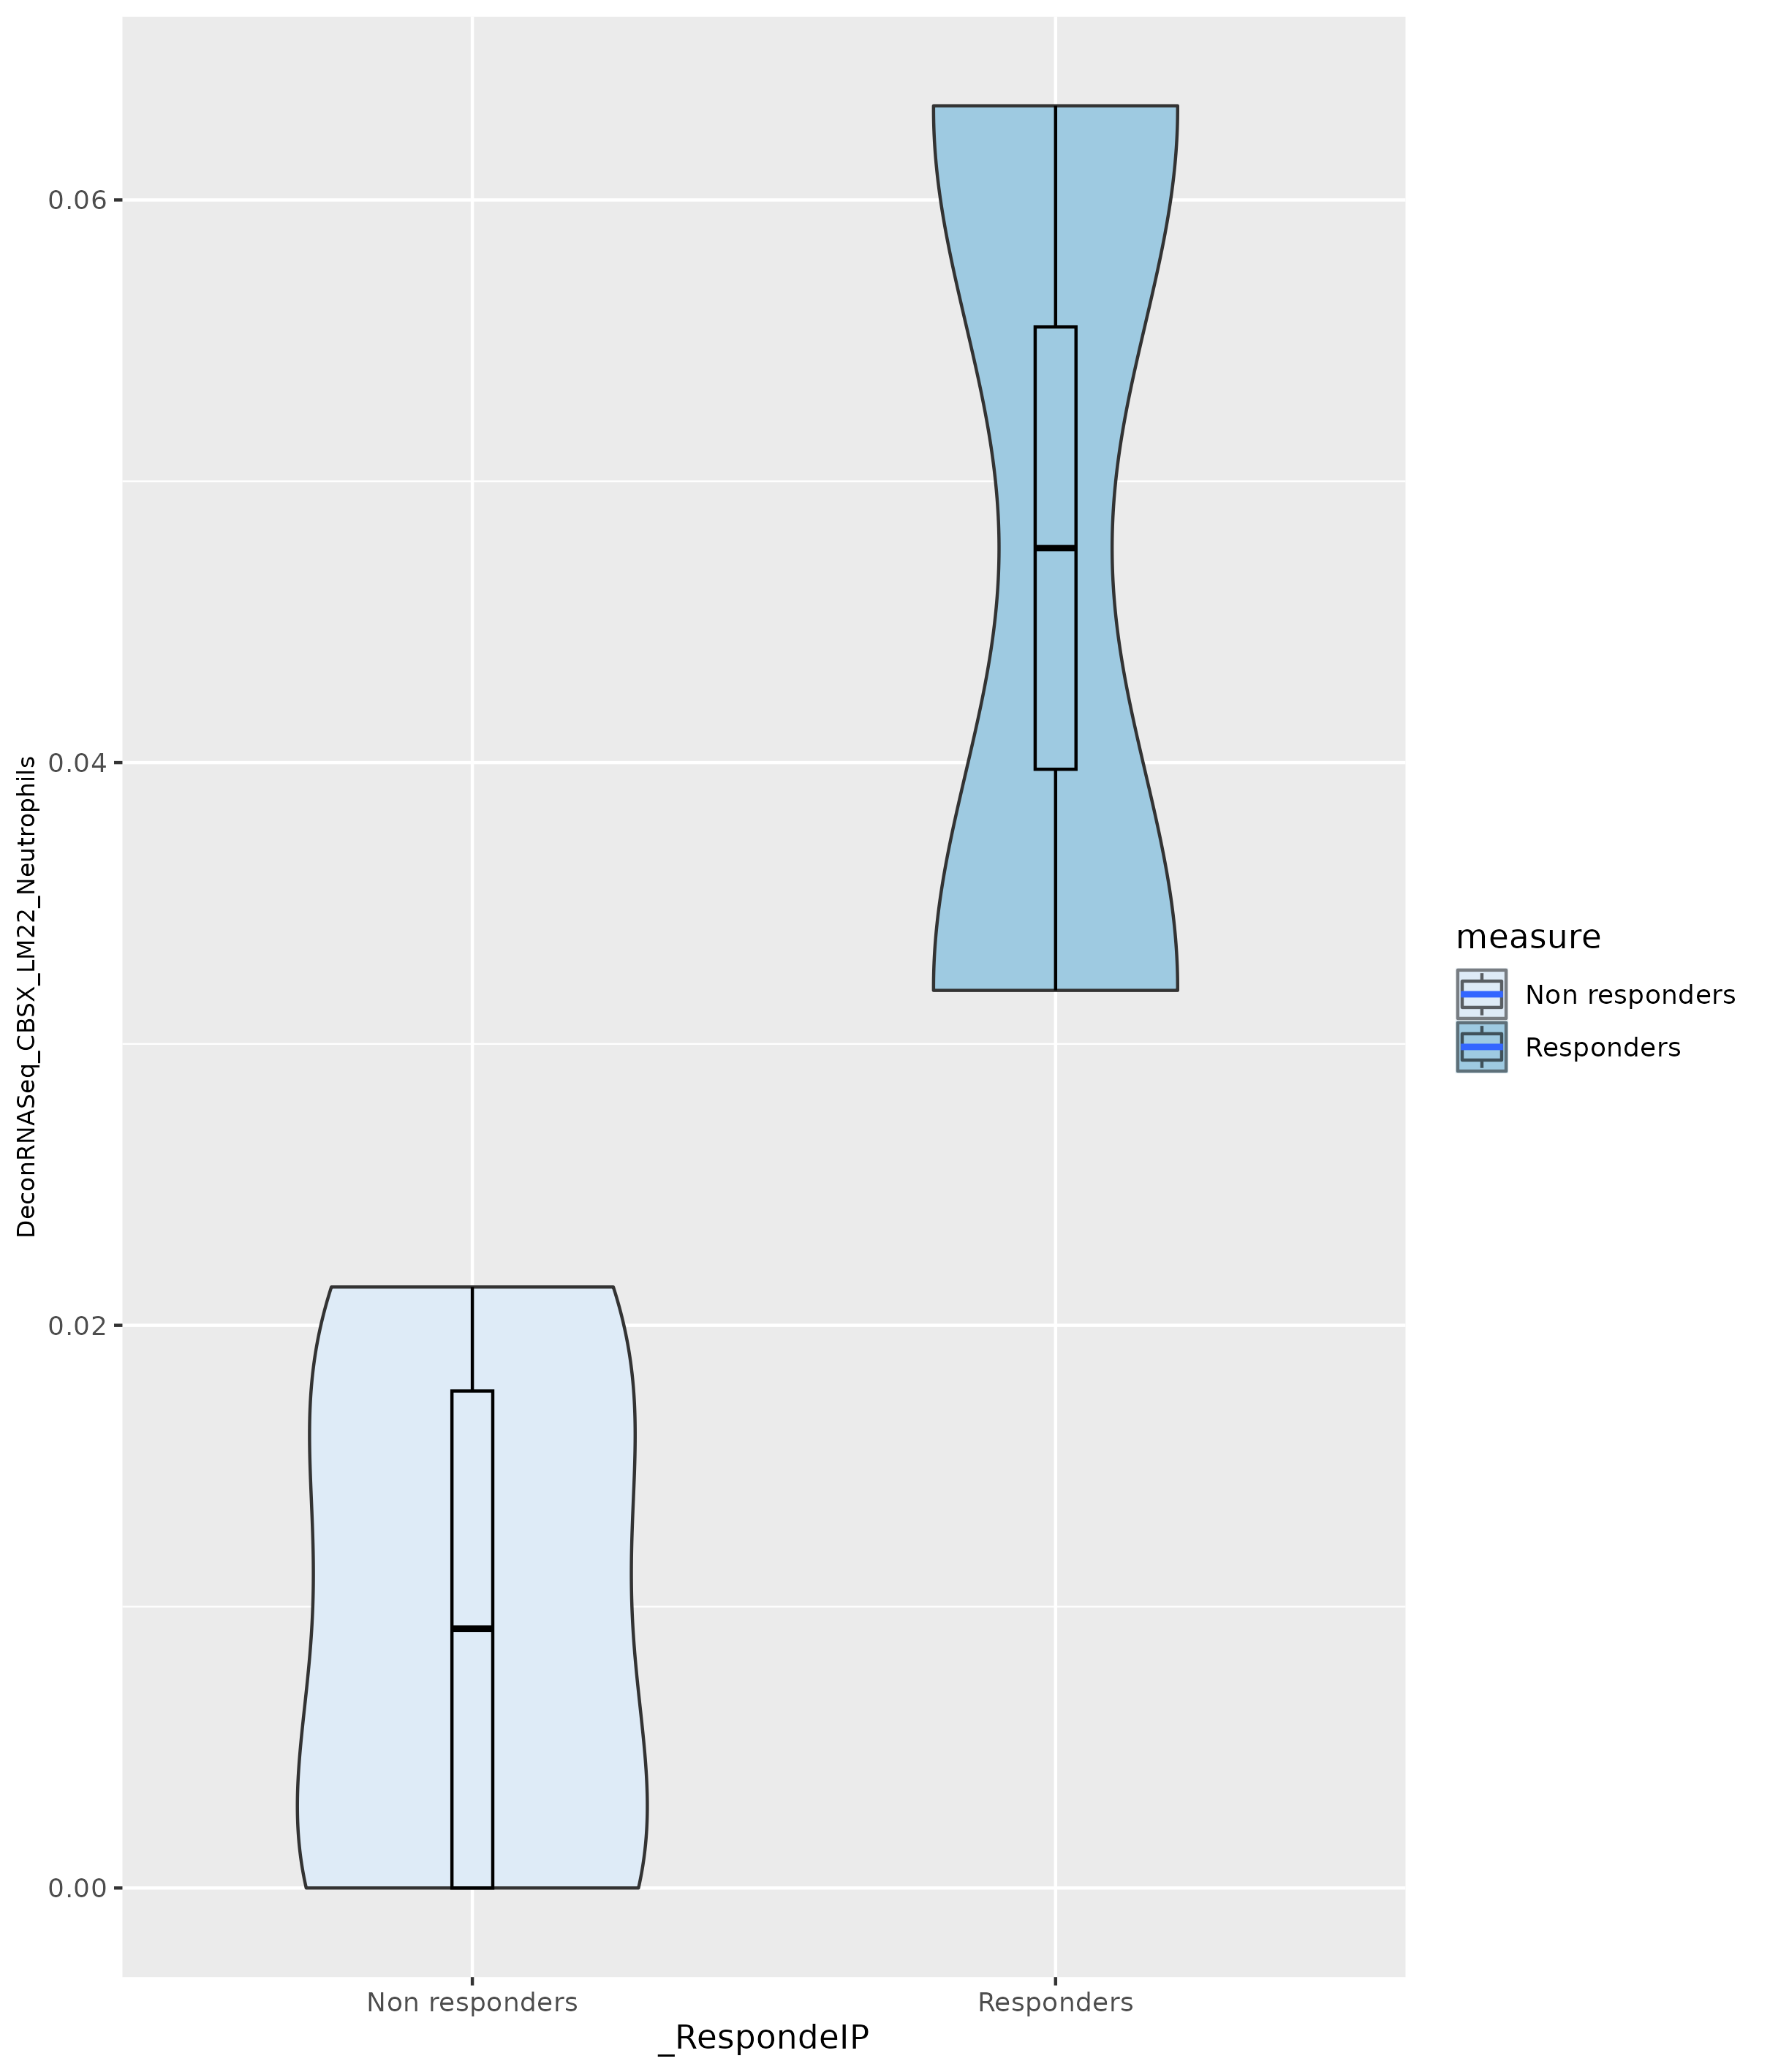 DeconRNASeq_CBSX_LM22_Neutrophils
0.06
0.04
0.02
0.00
Non responders
Responders
_RespondeIP
measure
Non responders
Responders